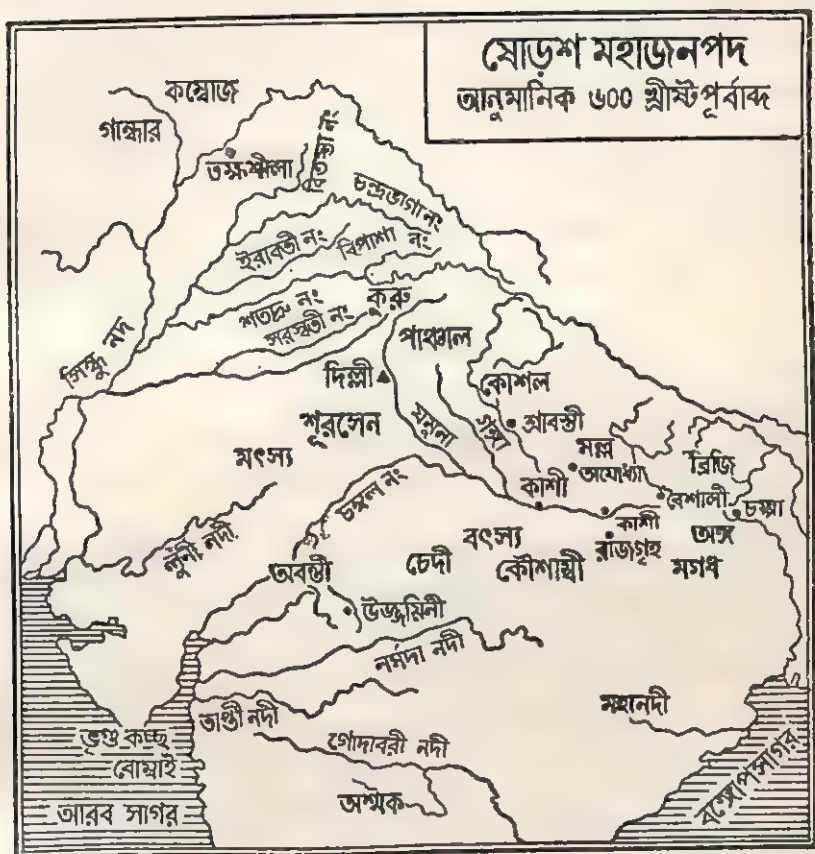 ষোড়শ মহাজনপদ
আনুমানিক ৬০০ খ্রীষ্টপূর্বাব্দ
কম্বোজ
গান্ধার
তক্ষশীলা
বিতস্তা নং
চন্দ্রভাগা নং
ইরাবতী নং
বিপাশা নং
শতদ্রু নং
সরস্বতী নং
কুরু
সিন্ধু নদ
পাঞ্চাল
দিল্লী
কোশল
শূরসেন
যমুনা
গঙ্গা
শ্রাবস্তী
মৎস্য
মল্ল
অযোধ্যা
ব্রিজি
বৈশালী
চম্পা
কাশী
চম্বল নং
লুনী নদী
বৎস্য
কাশী
রাজগৃহ
অঙ্গ
মগধ
অবন্তী
চেদী
কৌশাম্বী
উজ্জয়িনী
নর্মদা নদী
তাপ্তী নদী
মহানদী
ভৃগু কচ্ছ
বোম্বাই
গোদাবরী নদী
আরব সাগর
অশ্মক
বঙ্গোপসাগর